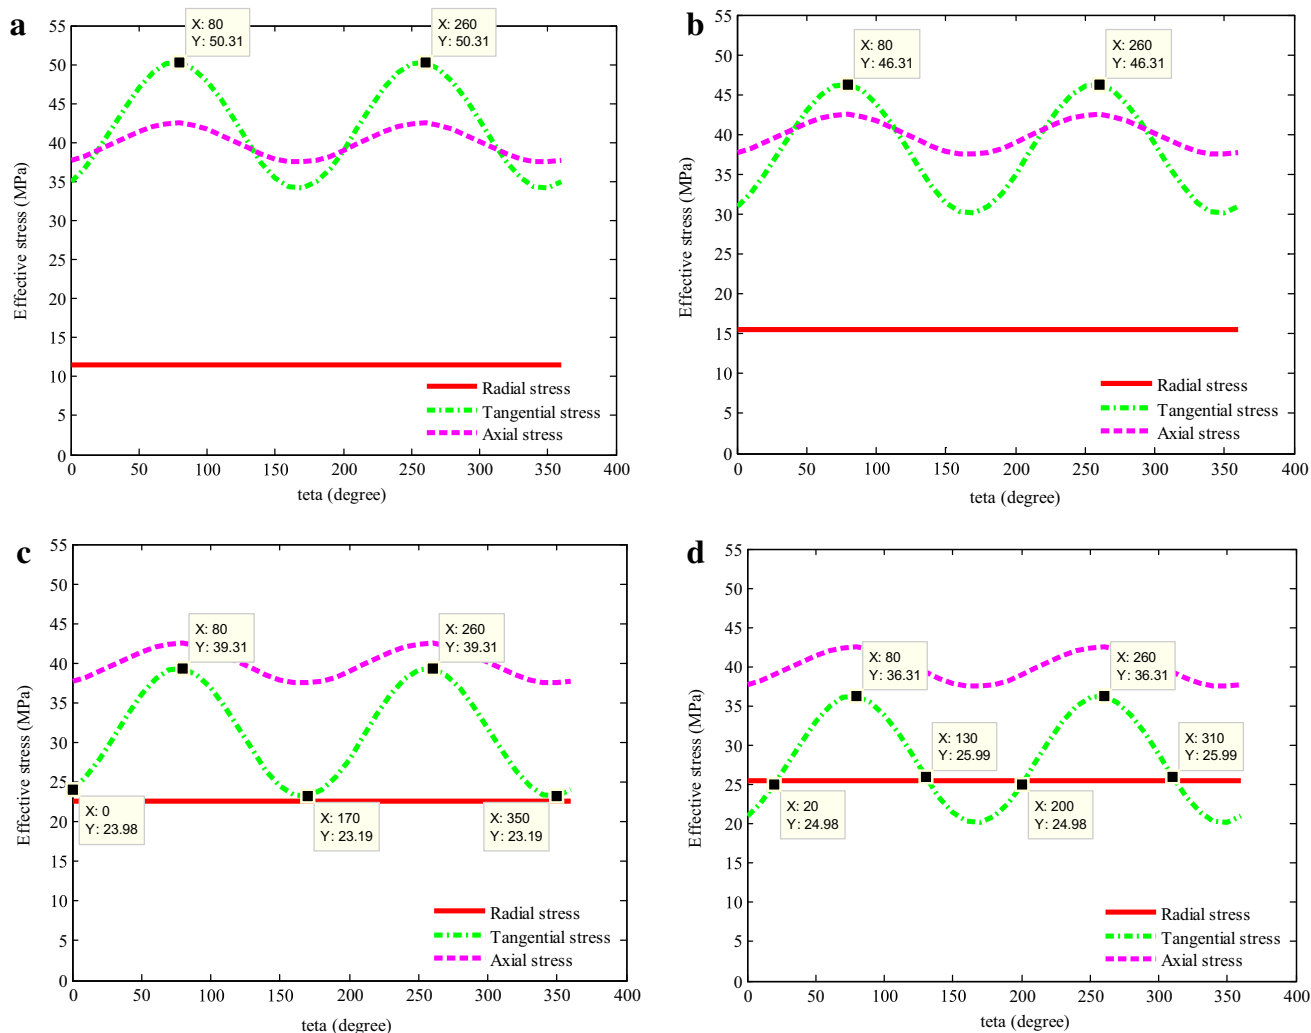 a
X: 80
Y: 50.31
X: 260
Y: 50.31
55
50
45
40
35
30
25
20
15
10
5
0
Effective stress (MPa)
Radial stress
Tangential stress
Axial stress
0 50 100 150 200 250 300 350 400
teta (degree)
b
X: 80
Y: 46.31
X: 260
Y: 46.31
55
50
45
40
35
30
25
20
15
10
5
0
Effective stress (MPa)
Radial stress
Tangential stress
Axial stress
0 50 100 150 200 250 300 350 400
teta (degree)
c
X: 80
Y: 39.31
X: 260
Y: 39.31
X: 0
Y: 23.98
X: 170
Y: 23.19
X: 350
Y: 23.19
55
50
45
40
35
30
25
20
15
10
5
0
Effective stress (MPa)
Radial stress
Tangential stress
Axial stress
0 50 100 150 200 250 300 350 400
teta (degree)
d
X: 80
Y: 36.31
X: 260
Y: 36.31
X: 130
Y: 25.99
X: 310
Y: 25.99
X: 20
Y: 24.98
X: 200
Y: 24.98
55
50
45
40
35
30
25
20
15
10
5
0
Effective stress (MPa)
Radial stress
Tangential stress
Axial stress
0 50 100 150 200 250 300 350 400
teta (degree)